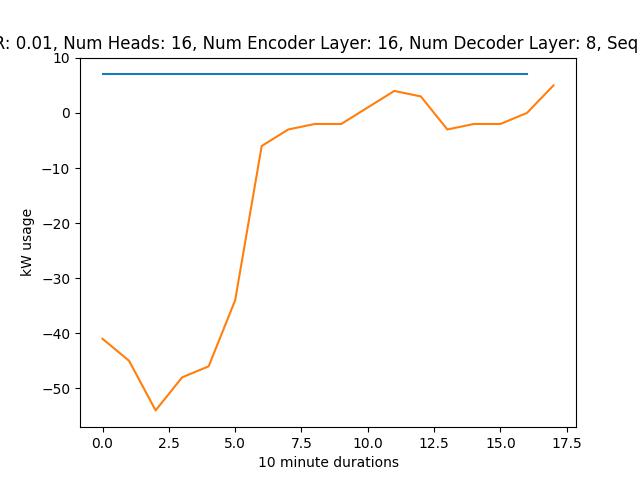 R: 0.01, Num Heads: 16, Num Encoder Layer: 16, Num Decoder Layer: 8, Seq
10
0
−10
−20
−30
−40
−50
kW usage
0.0 2.5 5.0 7.5 10.0 12.5 15.0 17.5
10 minute durations